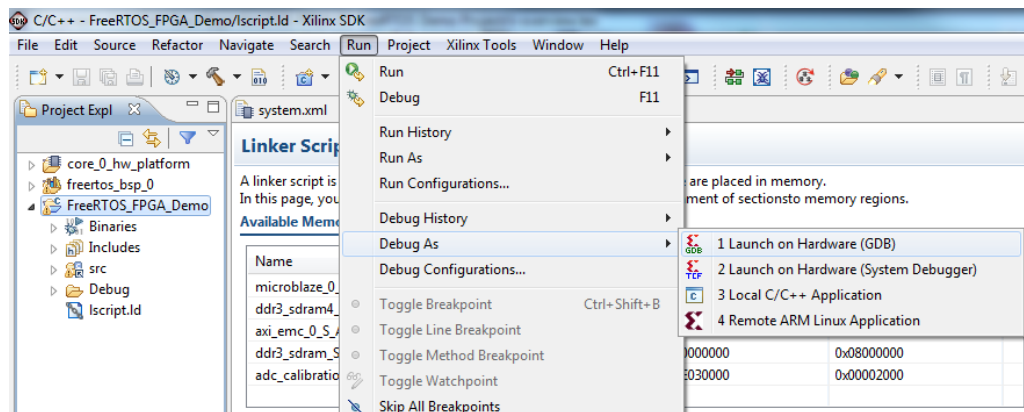 C/C++ - FreeRTOS_FPGA_Demo/lscript.ld - Xilinx SDK
File Edit Source Refactor Navigate Search Run Project Xilinx Tools Window Help
Project Expl
core_0_hw_platform
freertos_bsp_0
FreeRTOS_FPGA_Demo
Binaries
Includes
src
Debug
lscript.ld
system.xml
Linker Scrip
A linker script is
are placed in memory.
In this page, you
ment of sectionsto memory regions.
Available Memo
Name
microblaze_0_
ddr3_sdram4_
axi_emc_0_S_A
ddr3_sdram_S
0000000 0x08000000
adc_calibratio
E030000 0x00002000
Run Ctrl+F11
Debug F11
Run History
Run As
Run Configurations...
Debug History
Debug As
Debug Configurations...
Toggle Breakpoint Ctrl+Shift+B
Toggle Line Breakpoint
Toggle Method Breakpoint
Toggle Watchpoint
Skip All Breakpoints
GDB 1 Launch on Hardware (GDB)
TCF 2 Launch on Hardware (System Debugger)
c 3 Local C/C++ Application
4 Remote ARM Linux Application